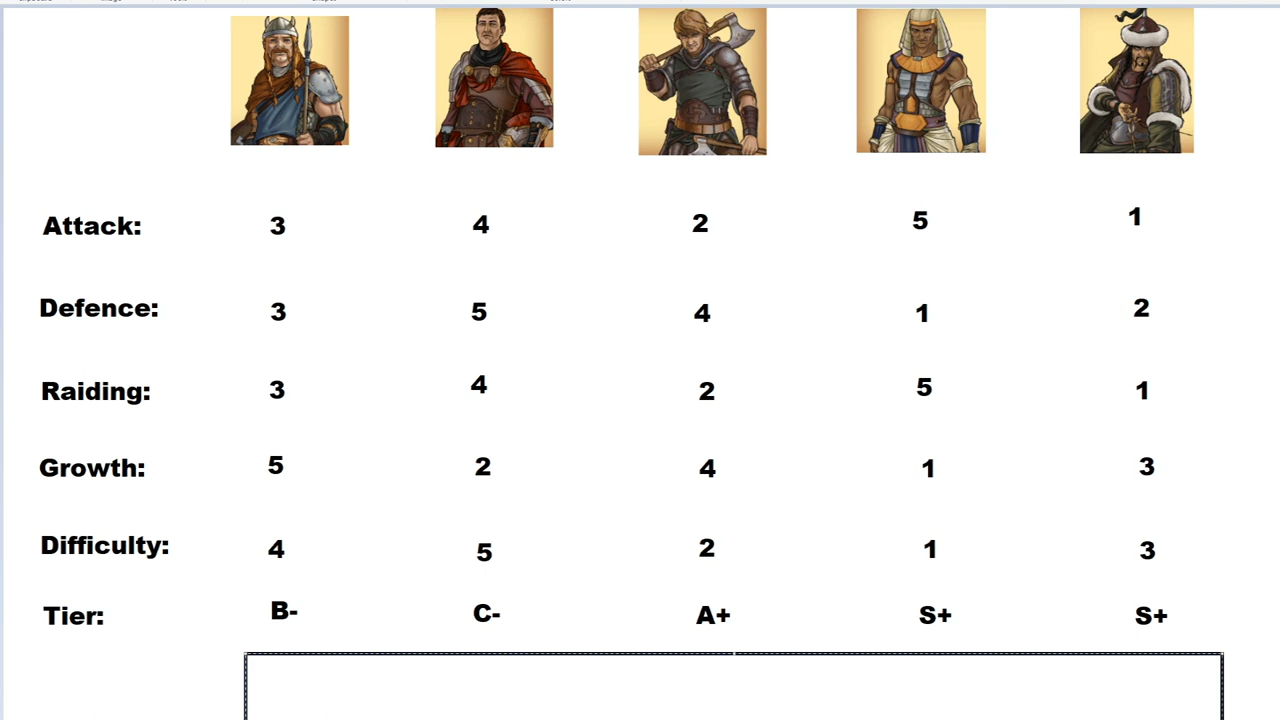 Attack: 3 4 2 5 1
Defence: 3 5 4 1 2
Raiding: 3 4 2 5 1
Growth: 5 2 4 1 3
Difficulty: 4 5 2 1 3
Tier: B- C- A+ S+ S+